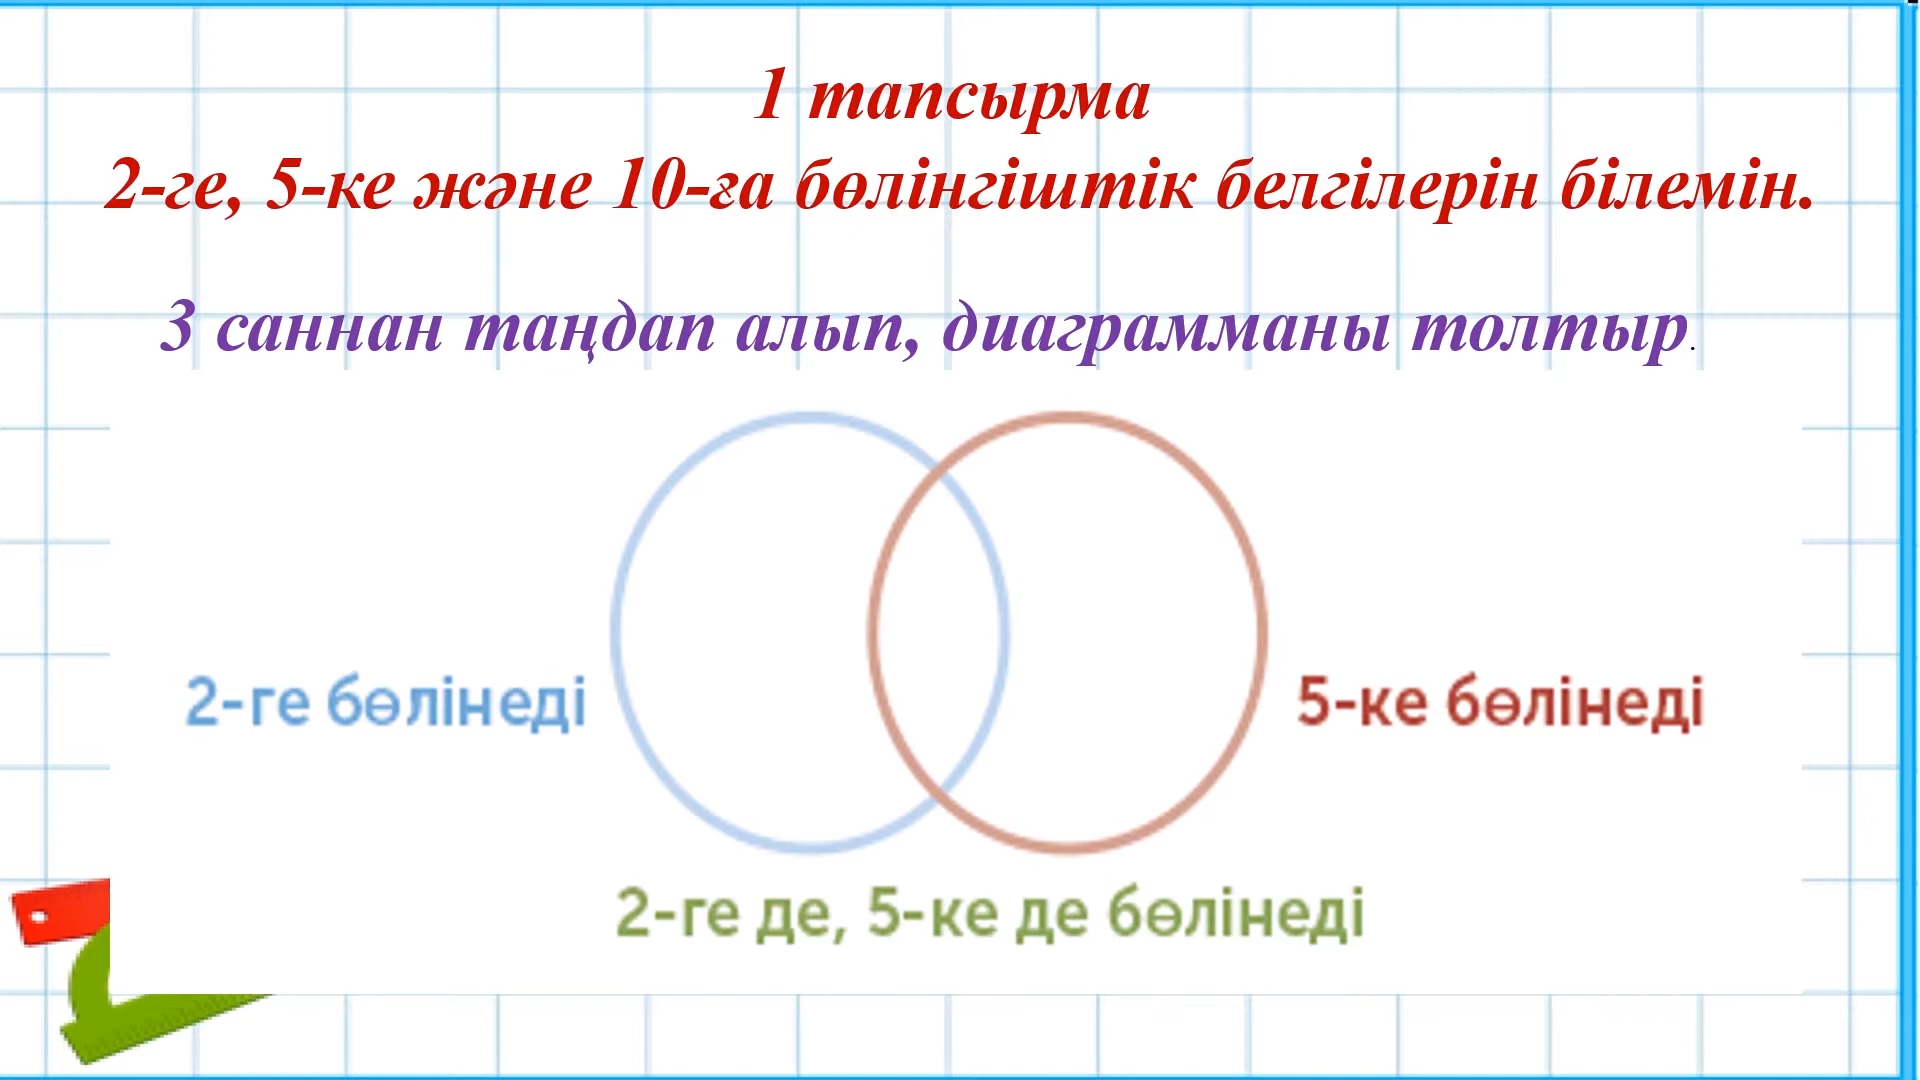 1 тапсырма
2-ге, 5-ке және 10-ға бөлінгіштік белгілерін білемін.
3 саннан таңдап алып, диаграмманы толтыр.
2-ге бөлінеді
5-ке бөлінеді
2-ге де, 5-ке де бөлінеді